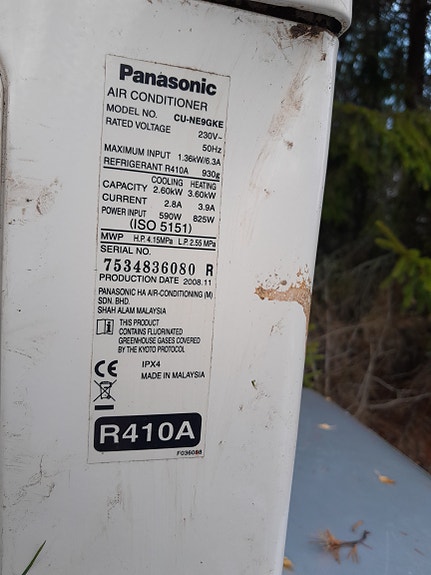 Panasonic
AIR CONDITIONER
MODEL NO. CU-NE9GKE
RATED VOLTAGE 230V~
50Hz
MAXIMUM INPUT 1.36kW/6.3A
REFRIGERANT R410A 930g
COOLING HEATING
CAPACITY 2.60kW 3.60kW
CURRENT 2.8A 3.9A
POWER INPUT 590W 825W
(ISO 5151)
MWP H.P. 4.15MPa L.P. 2.55 MPa
SERIAL NO.
7534836080 R
PRODUCTION DATE 2008.11
PANASONIC HA AIR-CONDITIONING (M)
SDN. BHD.
SHAH ALAM MALAYSIA
i THIS PRODUCT
CONTAINS FLUORINATED
GREENHOUSE GASES COVERED
BY THE KYOTO PROTOCOL
CE IPX4
MADE IN MALAYSIA
R410A
F036088